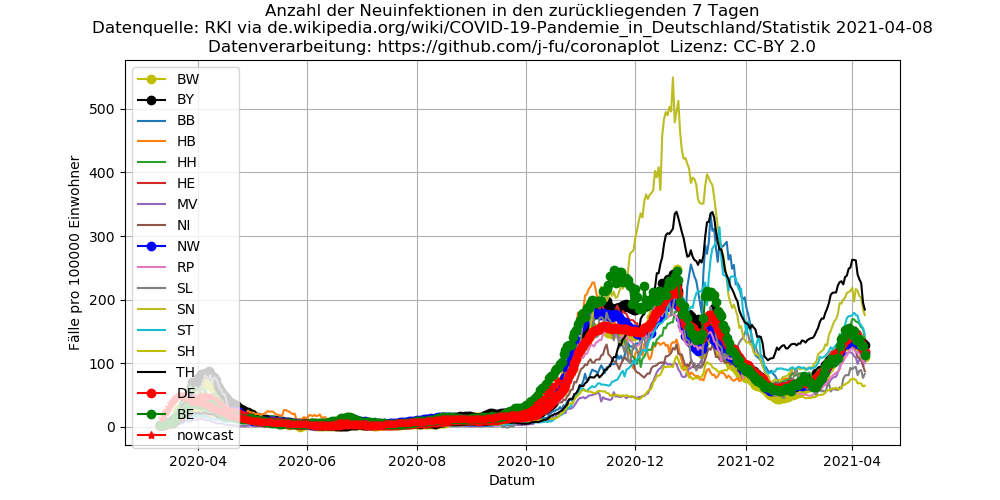 Anzahl der Neuinfektionen in den zurückliegenden 7 Tagen
Datenquelle: RKI via de.wikipedia.org/wiki/COVID-19-Pandemie_in_Deutschland/Statistik 2021-04-08
Datenverarbeitung: https://github.com/j-fu/coronaplot  Lizenz: CC-BY 2.0
Fälle pro 100000 Einwohner
500
400
300
200
100
0
BW
BY
BB
HB
HH
HE
MV
NI
NW
RP
SL
SN
ST
SH
TH
DE
BE
nowcast
2020-04 2020-06 2020-08 2020-10 2020-12 2021-02 2021-04
Datum